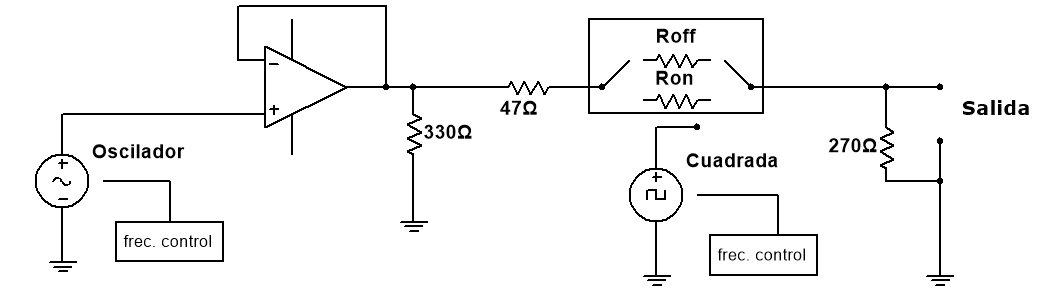 Oscilador
frec. control
330Ω
47Ω
Roff
Ron
Cuadrada
frec. control
270Ω
Salida